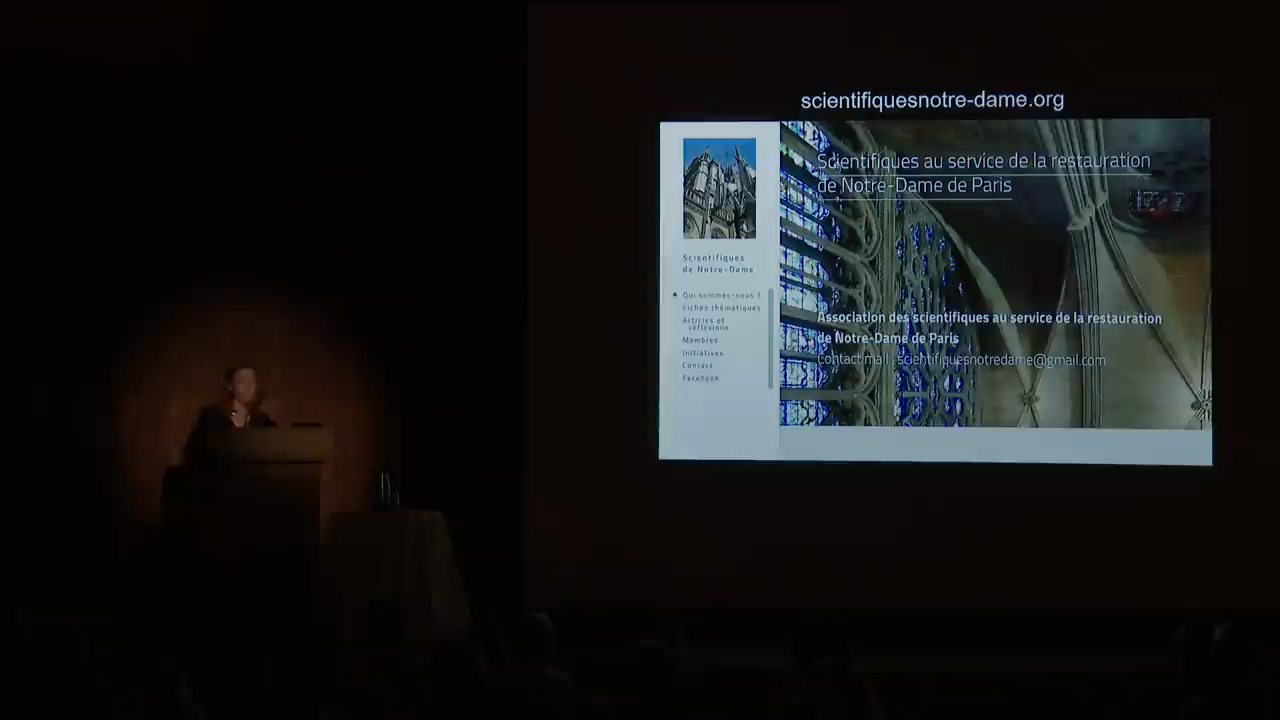 scientifiquesnotre-dame.org
Scientifiques au service de la restauration
de Notre-Dame de Paris
Scientifiques
de Notre-Dame
Qui sommes-nous ?
Fiches thématiques
Articles et
réflexions
Membres
Initiatives
Contact
Facebook
Association des scientifiques au service de la restauration
de Notre-Dame de Paris
Contact mail : scientifiquesnotredame@gmail.com